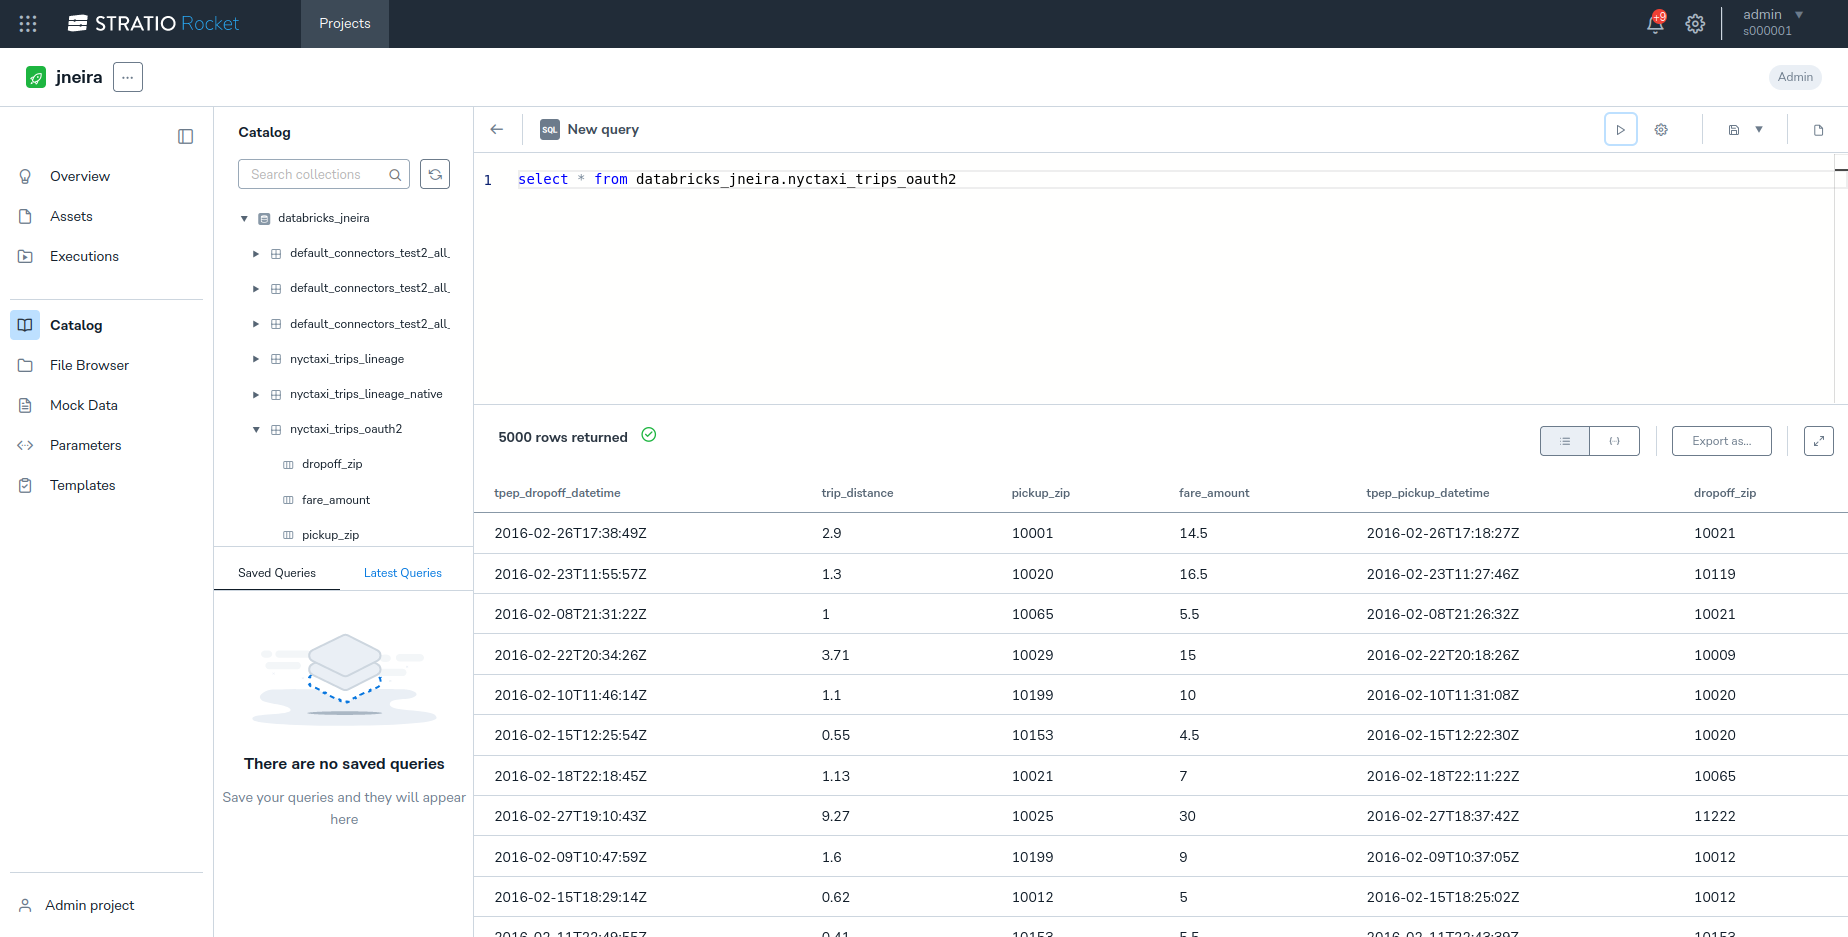 STRATIO Rocket
Projects
+9
admin
s000001
jneira
...
Admin
Overview
Assets
Executions
Catalog
File Browser
Mock Data
Parameters
Templates
Admin project
Catalog
Search collections
databricks_jneira
default_connectors_test2_all_
default_connectors_test2_all_
default_connectors_test2_all_
nyctaxi_trips_lineage
nyctaxi_trips_lineage_native
nyctaxi_trips_oauth2
dropoff_zip
fare_amount
pickup_zip
Saved Queries Latest Queries
There are no saved queries
Save your queries and they will appear
here
SQL New query
1 select * from databricks_jneira.nyctaxi_trips_oauth2
5000 rows returned
Export as...
tpep_dropoff_datetime trip_distance pickup_zip fare_amount tpep_pickup_datetime dropoff_zip
2016-02-26T17:38:49Z 2.9 10001 14.5 2016-02-26T17:18:27Z 10021
2016-02-23T11:55:57Z 1.3 10020 16.5 2016-02-23T11:27:46Z 10119
2016-02-08T21:31:22Z 1 10065 5.5 2016-02-08T21:26:32Z 10021
2016-02-22T20:34:26Z 3.71 10029 15 2016-02-22T20:18:26Z 10009
2016-02-10T11:46:14Z 1.1 10199 10 2016-02-10T11:31:08Z 10020
2016-02-15T12:25:54Z 0.55 10153 4.5 2016-02-15T12:22:30Z 10020
2016-02-18T22:18:45Z 1.13 10021 7 2016-02-18T22:11:22Z 10065
2016-02-27T19:10:43Z 9.27 10025 30 2016-02-27T18:37:42Z 11222
2016-02-09T10:47:59Z 1.6 10199 9 2016-02-09T10:37:05Z 10012
2016-02-15T18:29:14Z 0.62 10012 5 2016-02-15T18:25:02Z 10012